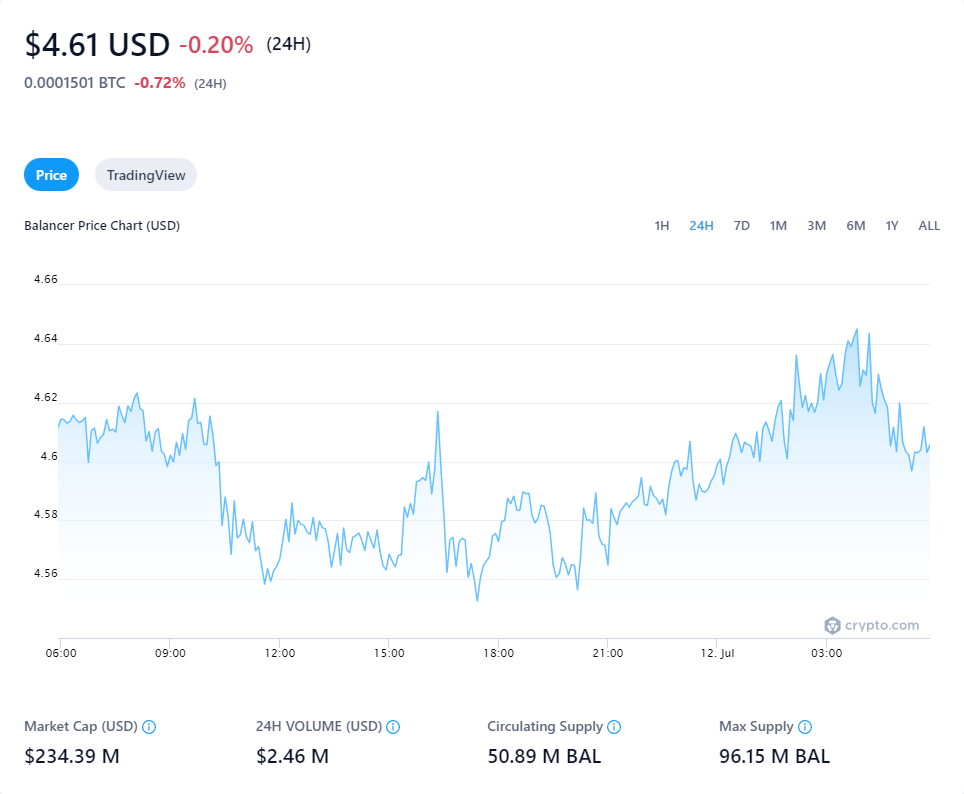 $4.61 USD -0.20% (24H)
0.0001501 BTC -0.72% (24H)
Price TradingView
Balancer Price Chart (USD) 1H 24H 7D 1M 3M 6M 1Y ALL
4.66
4.64
4.62
4.6
4.58
4.56
crypto.com
06:00 09:00 12:00 15:00 18:00 21:00 12. Jul 03:00
Market Cap (USD) 24H VOLUME (USD) Circulating Supply Max Supply
$234.39 M $2.46 M 50.89 M BAL 96.15 M BAL